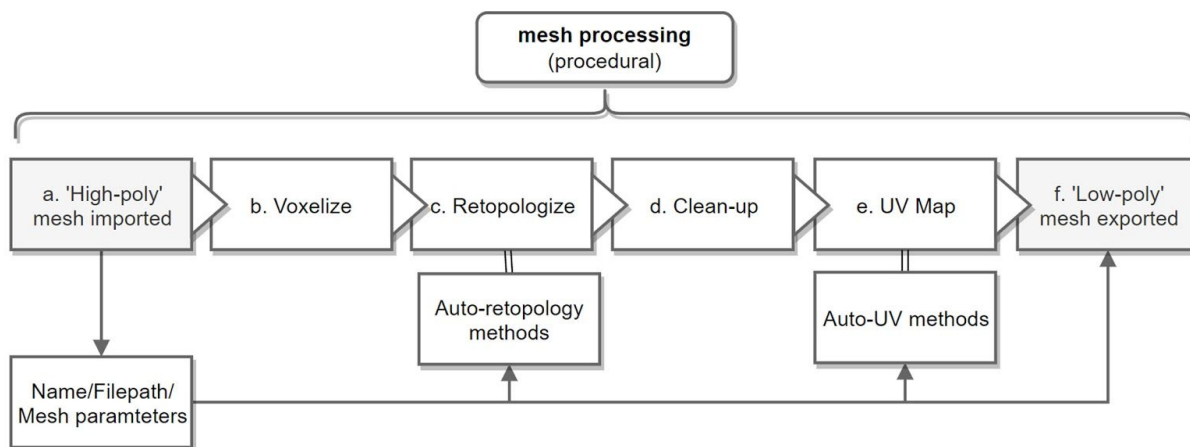 mesh processing
(procedural)
a. 'High-poly'
mesh imported
b. Voxelize
c. Retopologize
d. Clean-up
e. UV Map
f. 'Low-poly'
mesh exported
Auto-retopology
methods
Auto-UV methods
Name/Filepath/
Mesh paramteters